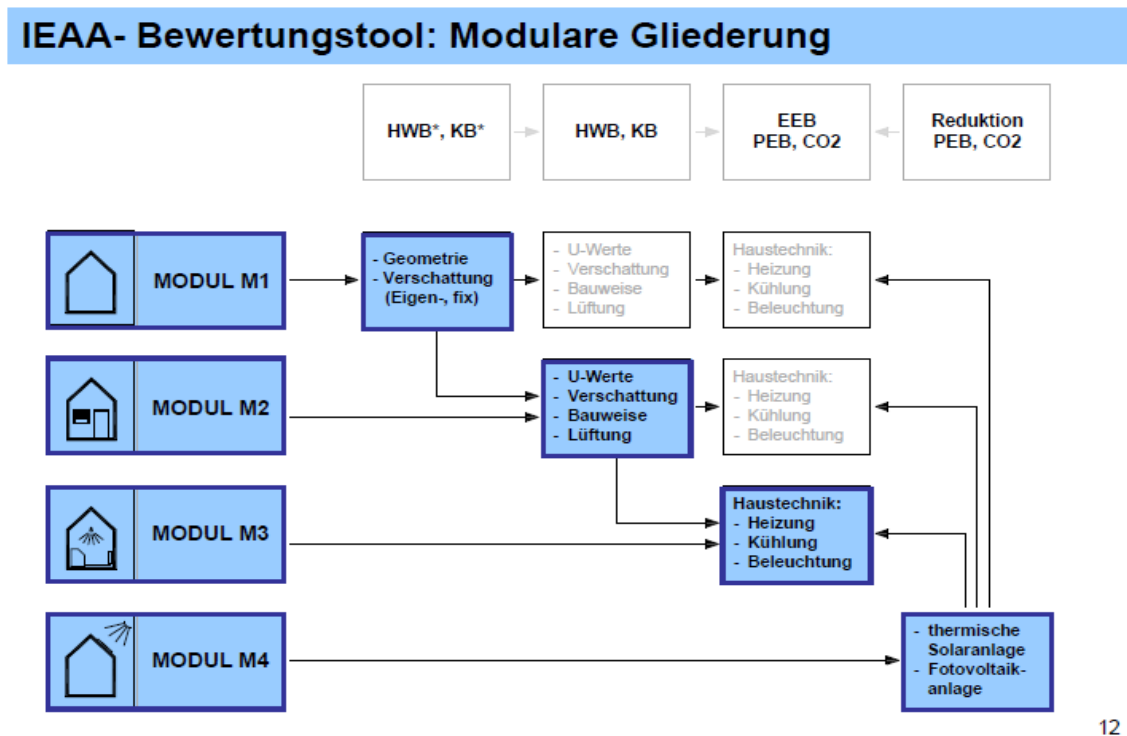 IEAA- Bewertungstool: Modulare Gliederung
HWB*, KB*
HWB, KB
EEB
PEB, CO2
Reduktion
PEB, CO2
MODUL M1
- Geometrie
- Verschattung
(Eigen-, fix)
- U-Werte
- Verschattung
- Bauweise
- Lüftung
Haustechnik:
- Heizung
- Kühlung
- Beleuchtung
MODUL M2
- U-Werte
- Verschattung
- Bauweise
- Lüftung
Haustechnik:
- Heizung
- Kühlung
- Beleuchtung
MODUL M3
Haustechnik:
- Heizung
- Kühlung
- Beleuchtung
MODUL M4
- thermische
Solaranlage
- Fotovoltaik-
anlage
12